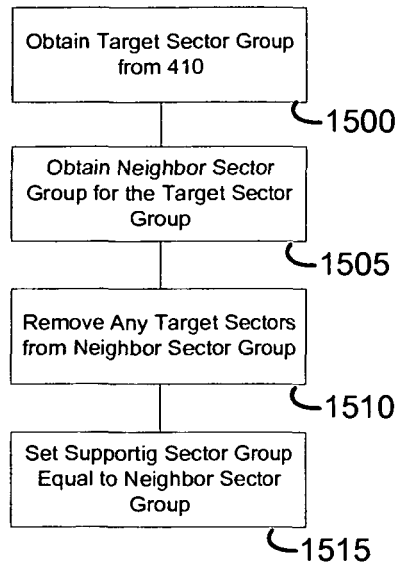 Obtain Target Sector Group
from 410
1500
Obtain Neighbor Sector
Group for the Target Sector
Group
1505
Remove Any Target Sectors
from Neighbor Sector Group
1510
Set Supportig Sector Group
Equal to Neighbor Sector
Group
1515